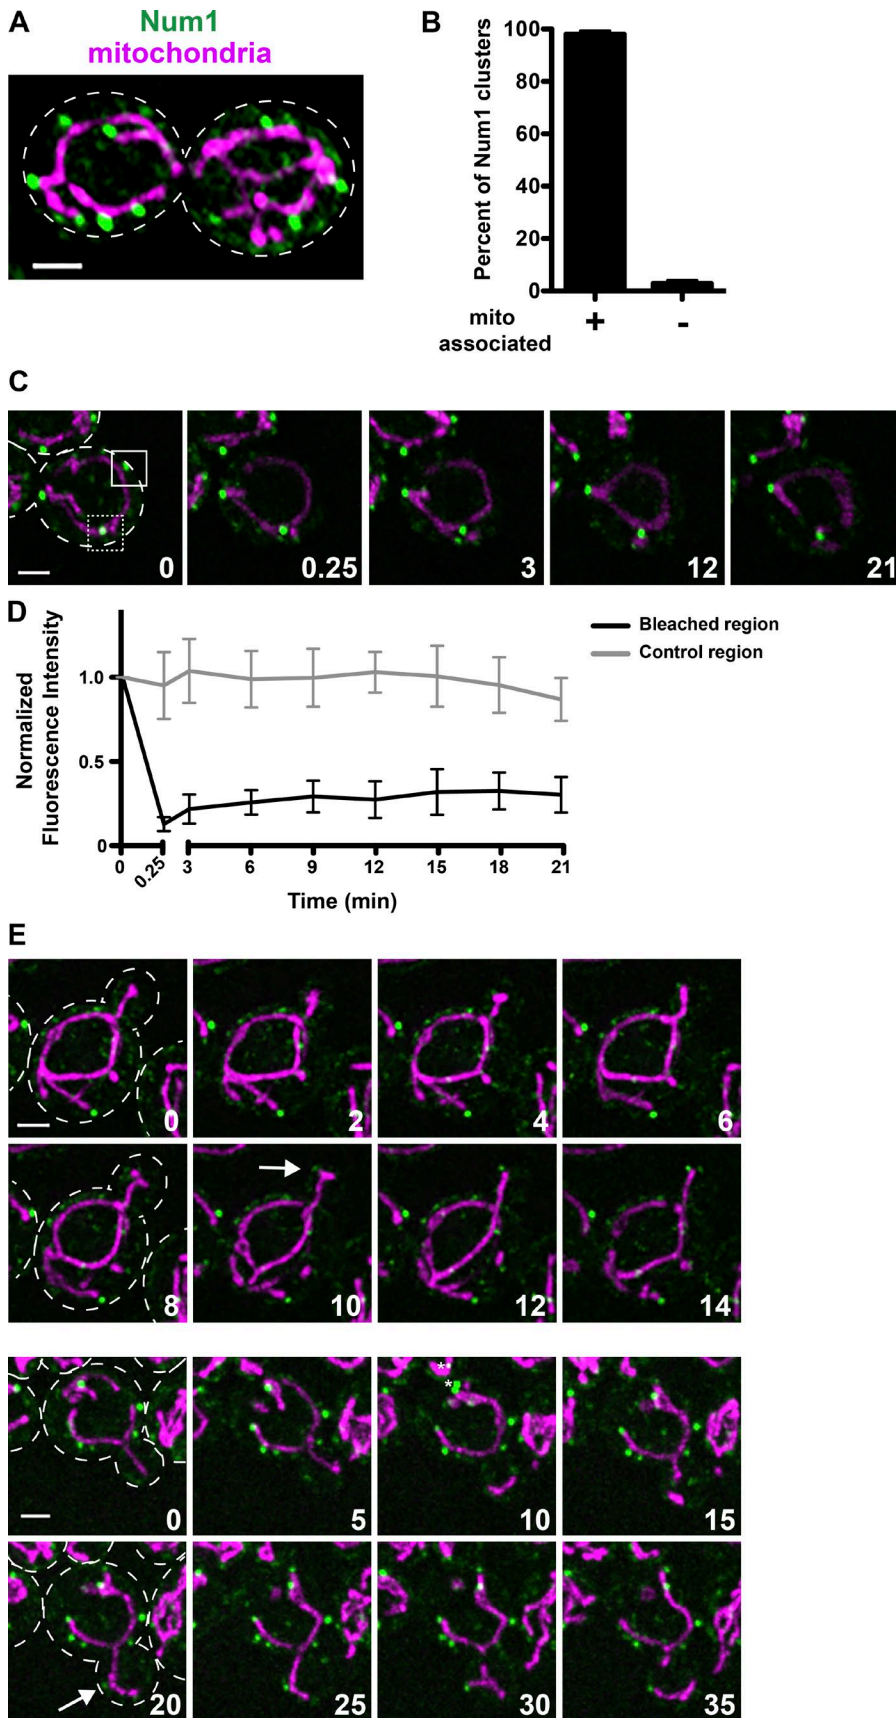 A
Num1
mitochondria
B
Percent of Num1 clusters
100
80
60
40
20
0
mito
associated
+
-
C
0
0.25
3
12
21
D
Normalized
Fluorescence Intensity
1.0
0.5
0
0
0.25
3
6
9
12
15
18
21
Time (min)
Bleached region
Control region
E
0
2
4
6
8
10
12
14
0
5
*
*
10
15
20
25
30
35